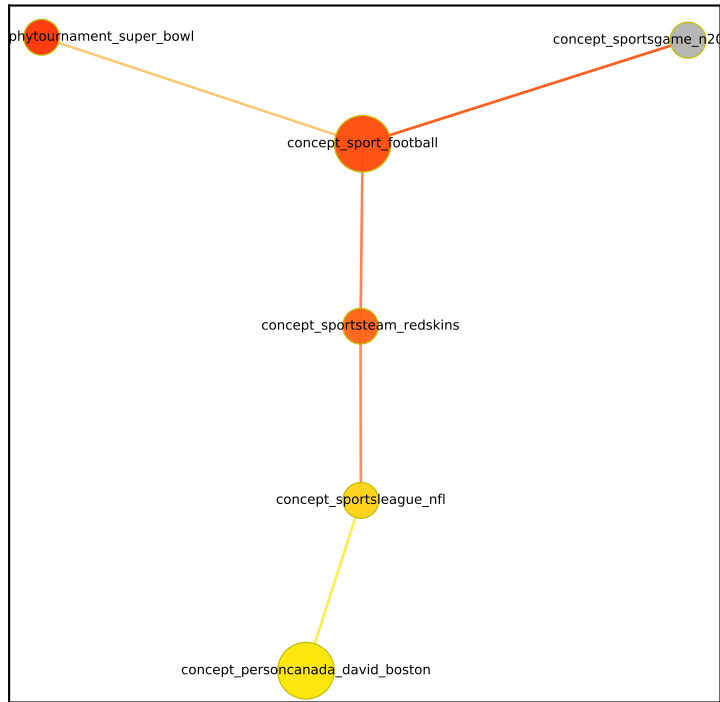 phytournament_super_bowl
concept_sportsgame_n20
concept_sport_football
concept_sportsteam_redskins
concept_sportsleague_nfl
concept_personcanada_david_boston